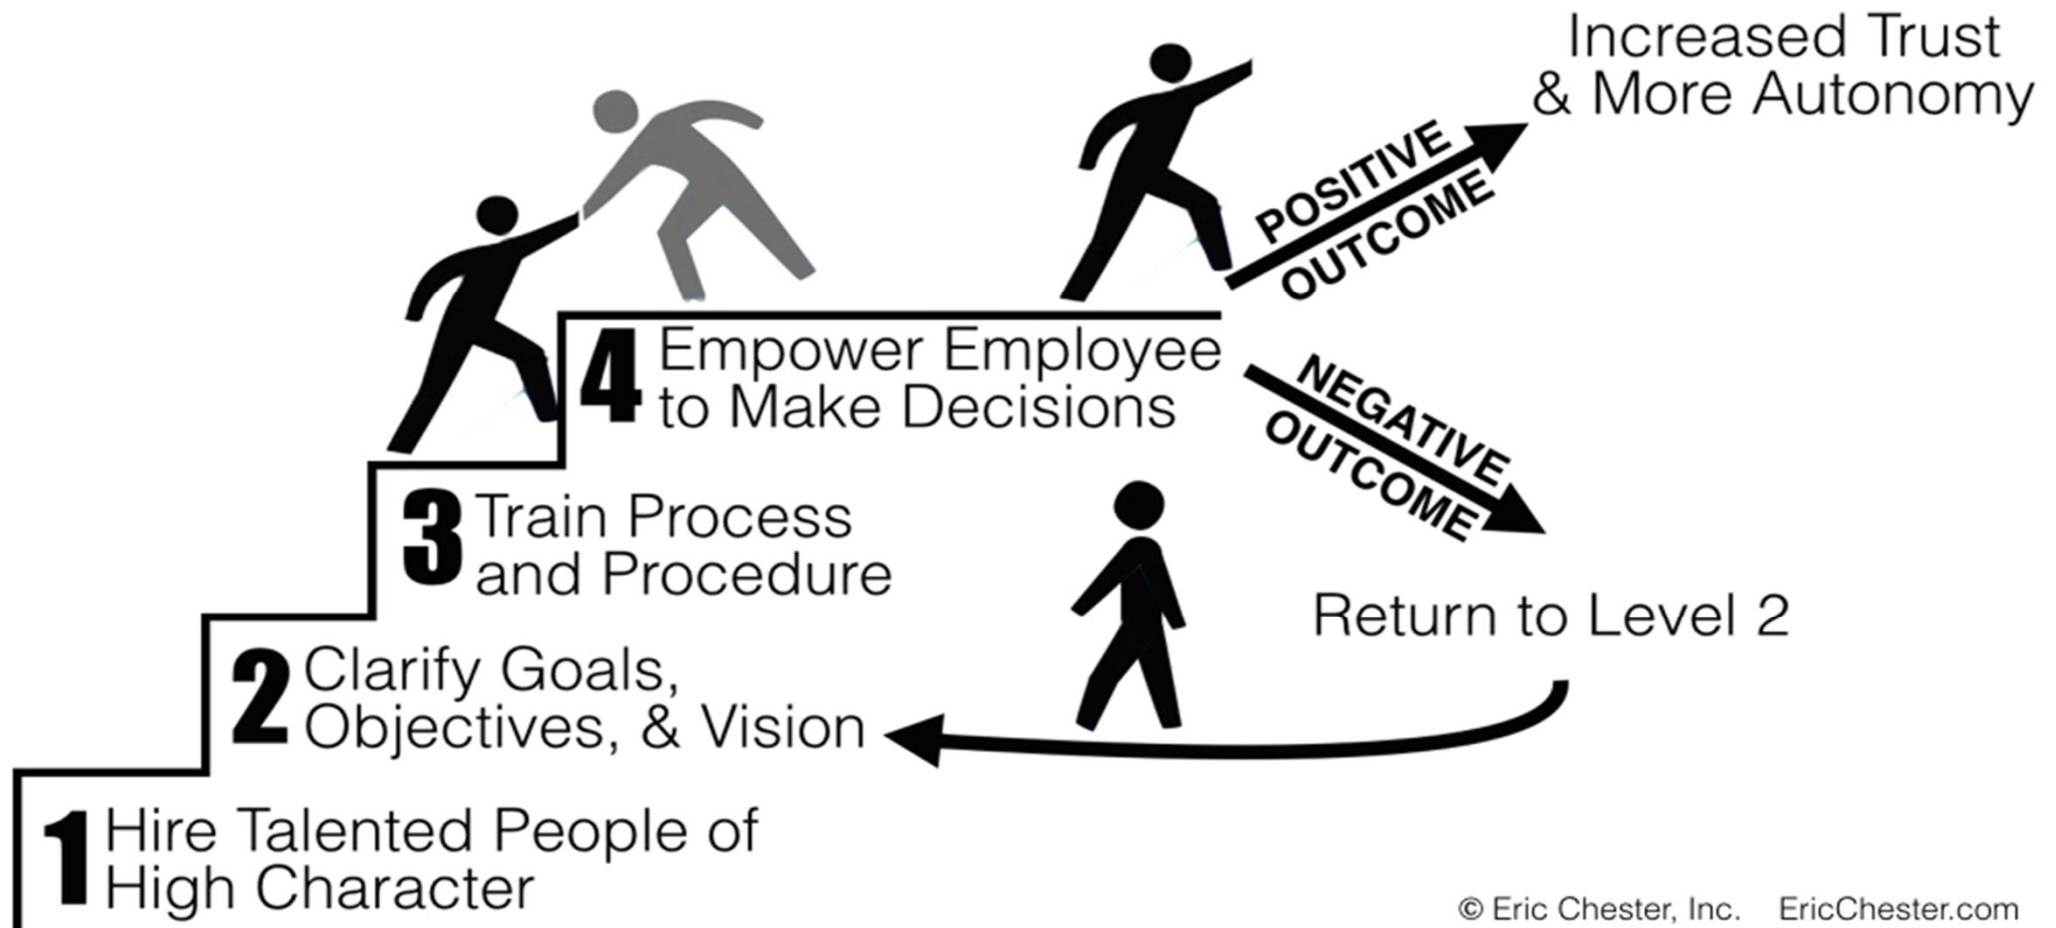 Increased Trust
& More Autonomy
POSITIVE
OUTCOME
4 Empower Employee
to Make Decisions
NEGATIVE
OUTCOME
3 Train Process
and Procedure
Return to Level 2
2 Clarify Goals,
Objectives, & Vision
1 Hire Talented People of
High Character
© Eric Chester, Inc. EricChester.com